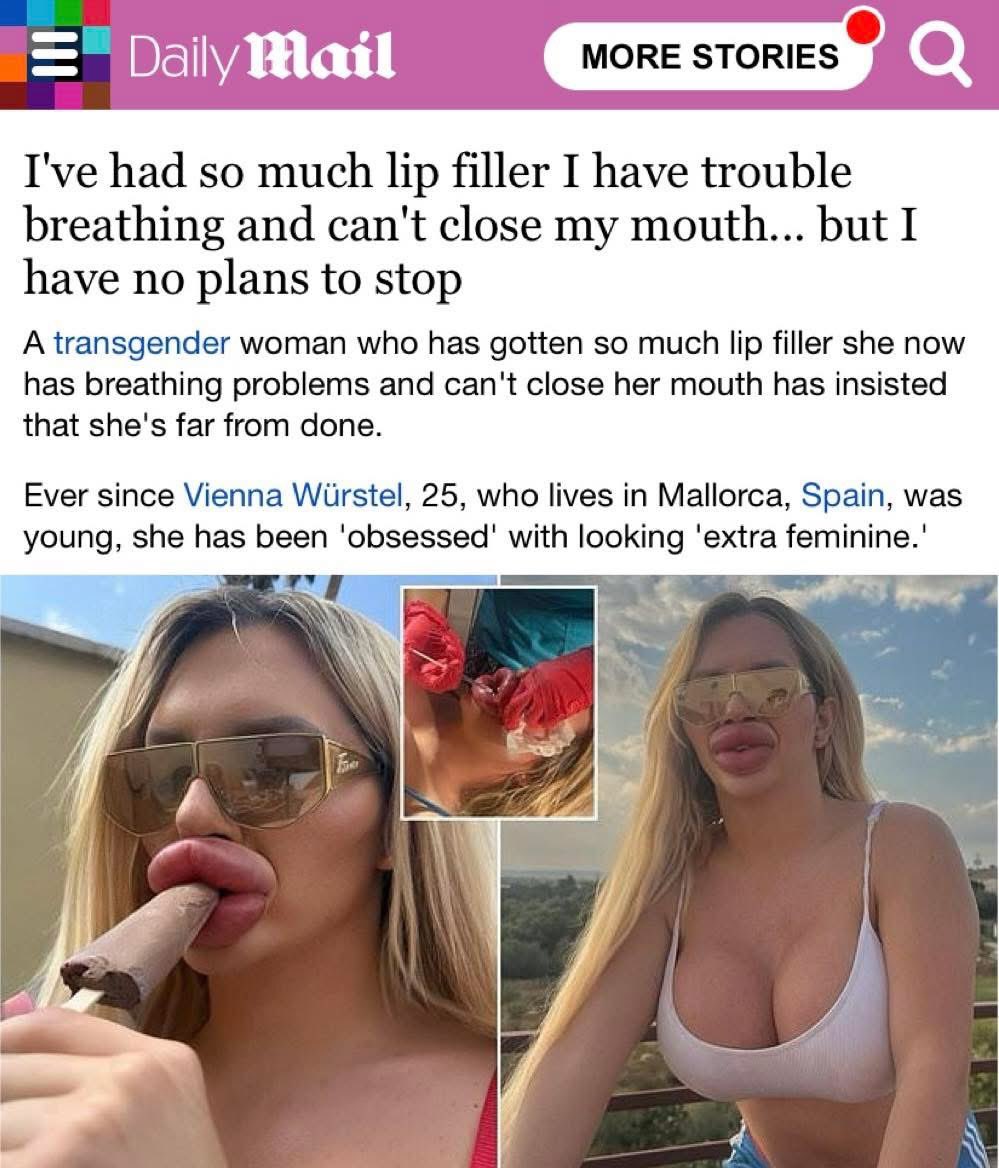 Daily Mail
MORE STORIES
I've had so much lip filler I have trouble
breathing and can't close my mouth... but I
have no plans to stop
A transgender woman who has gotten so much lip filler she now
has breathing problems and can't close her mouth has insisted
that she's far from done.
Ever since Vienna Würstel, 25, who lives in Mallorca, Spain, was
young, she has been 'obsessed' with looking 'extra feminine.'